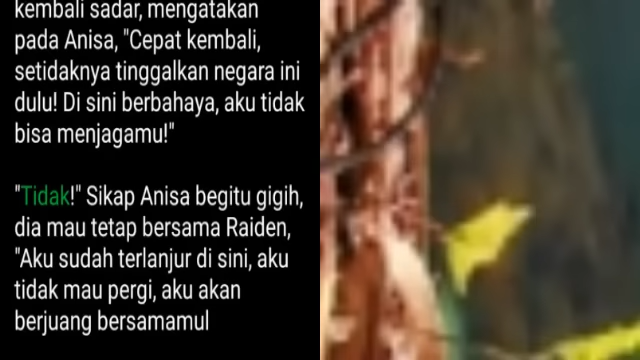 kembali sadar, mengatakan
pada Anisa, "Cepat kembali,
setidaknya tinggalkan negara ini
dulu! Di sini berbahaya, aku tidak
bisa menjagamu!"
"Tidak!" Sikap Anisa begitu gigih,
dia mau tetap bersama Raiden,
"Aku sudah terlanjur di sini, aku
tidak mau pergi, aku akan
berjuang bersamamul